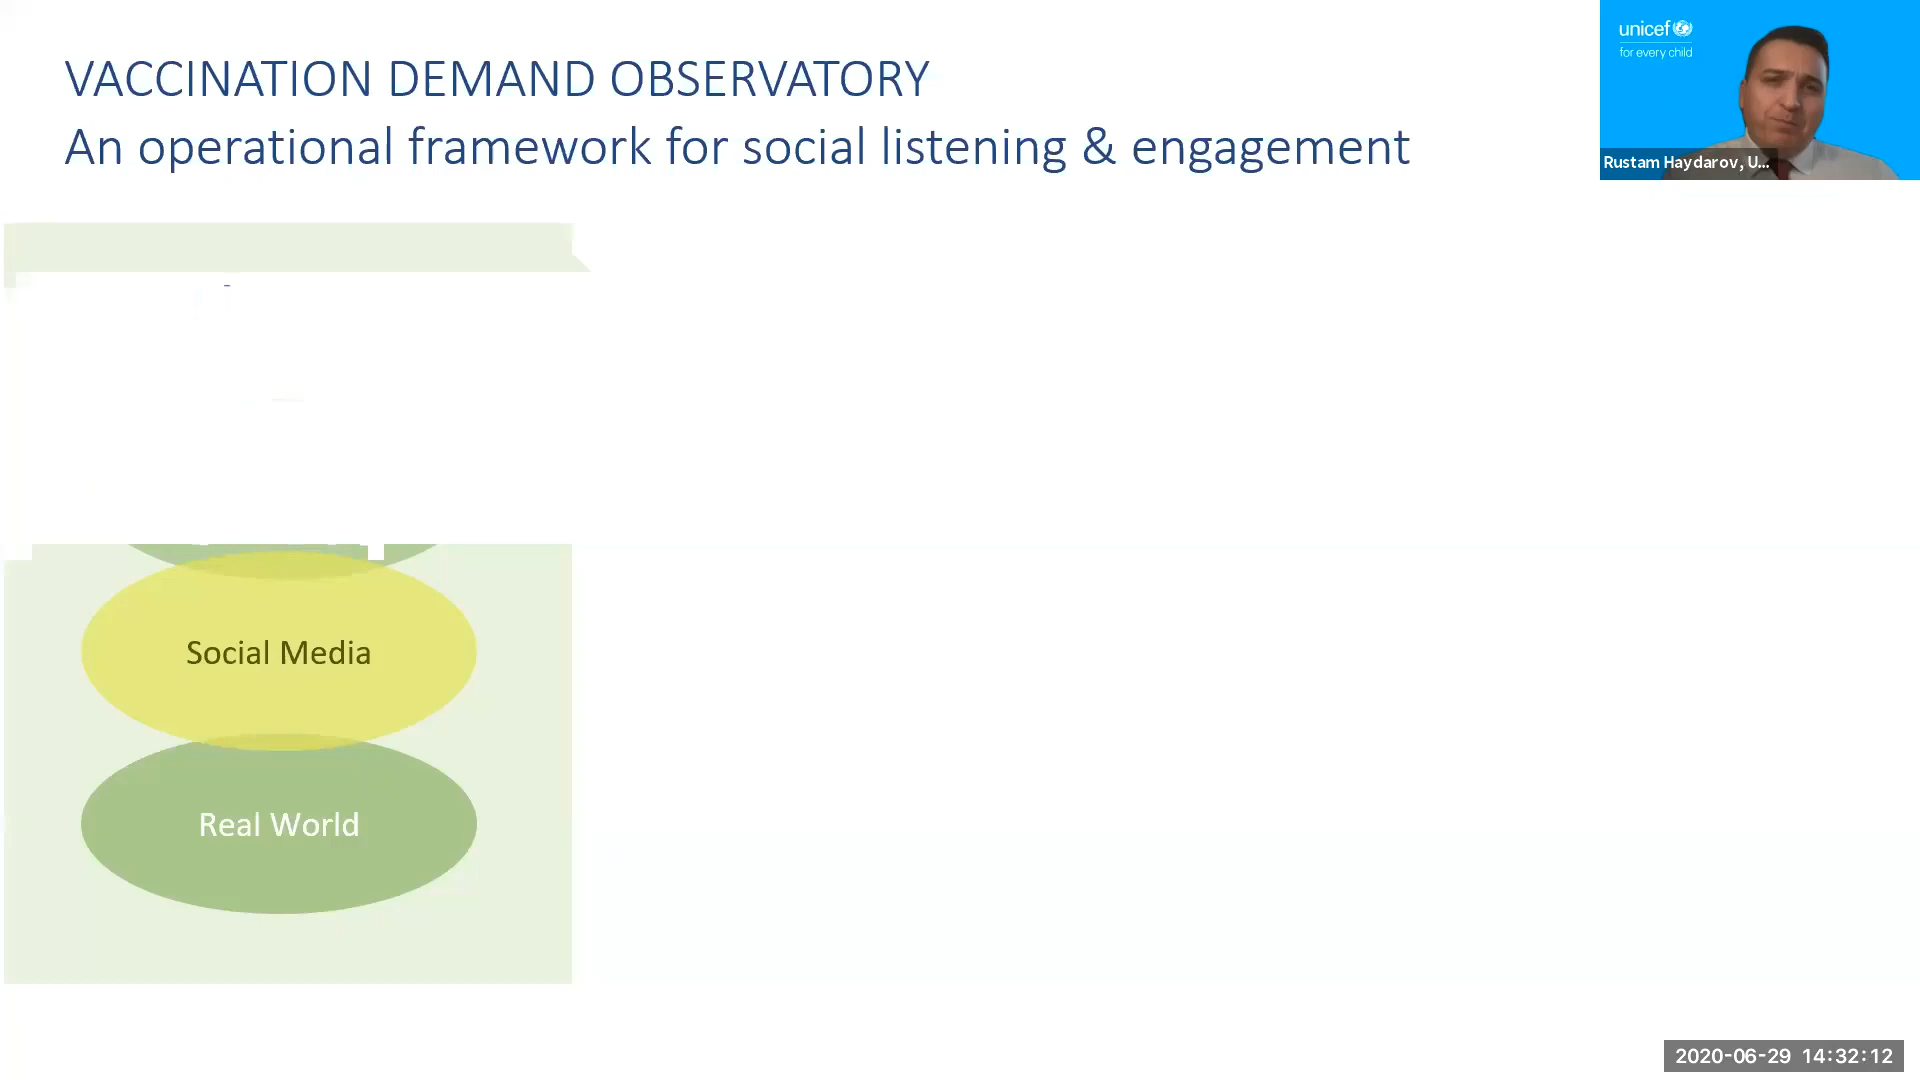 VACCINATION DEMAND OBSERVATORY
An operational framework for social listening & engagement
unicef
for every child
Rustam Haydarov, U...
Social Media
Real World
2020-06-29 14:32:12